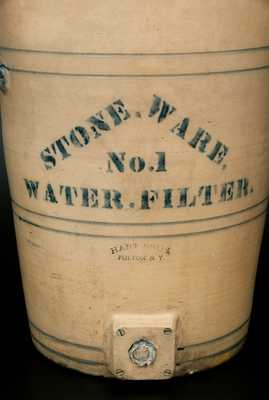 STONE.WARE.
No.1
WATER.FILTER.
HART BROS
FULTON N.Y.